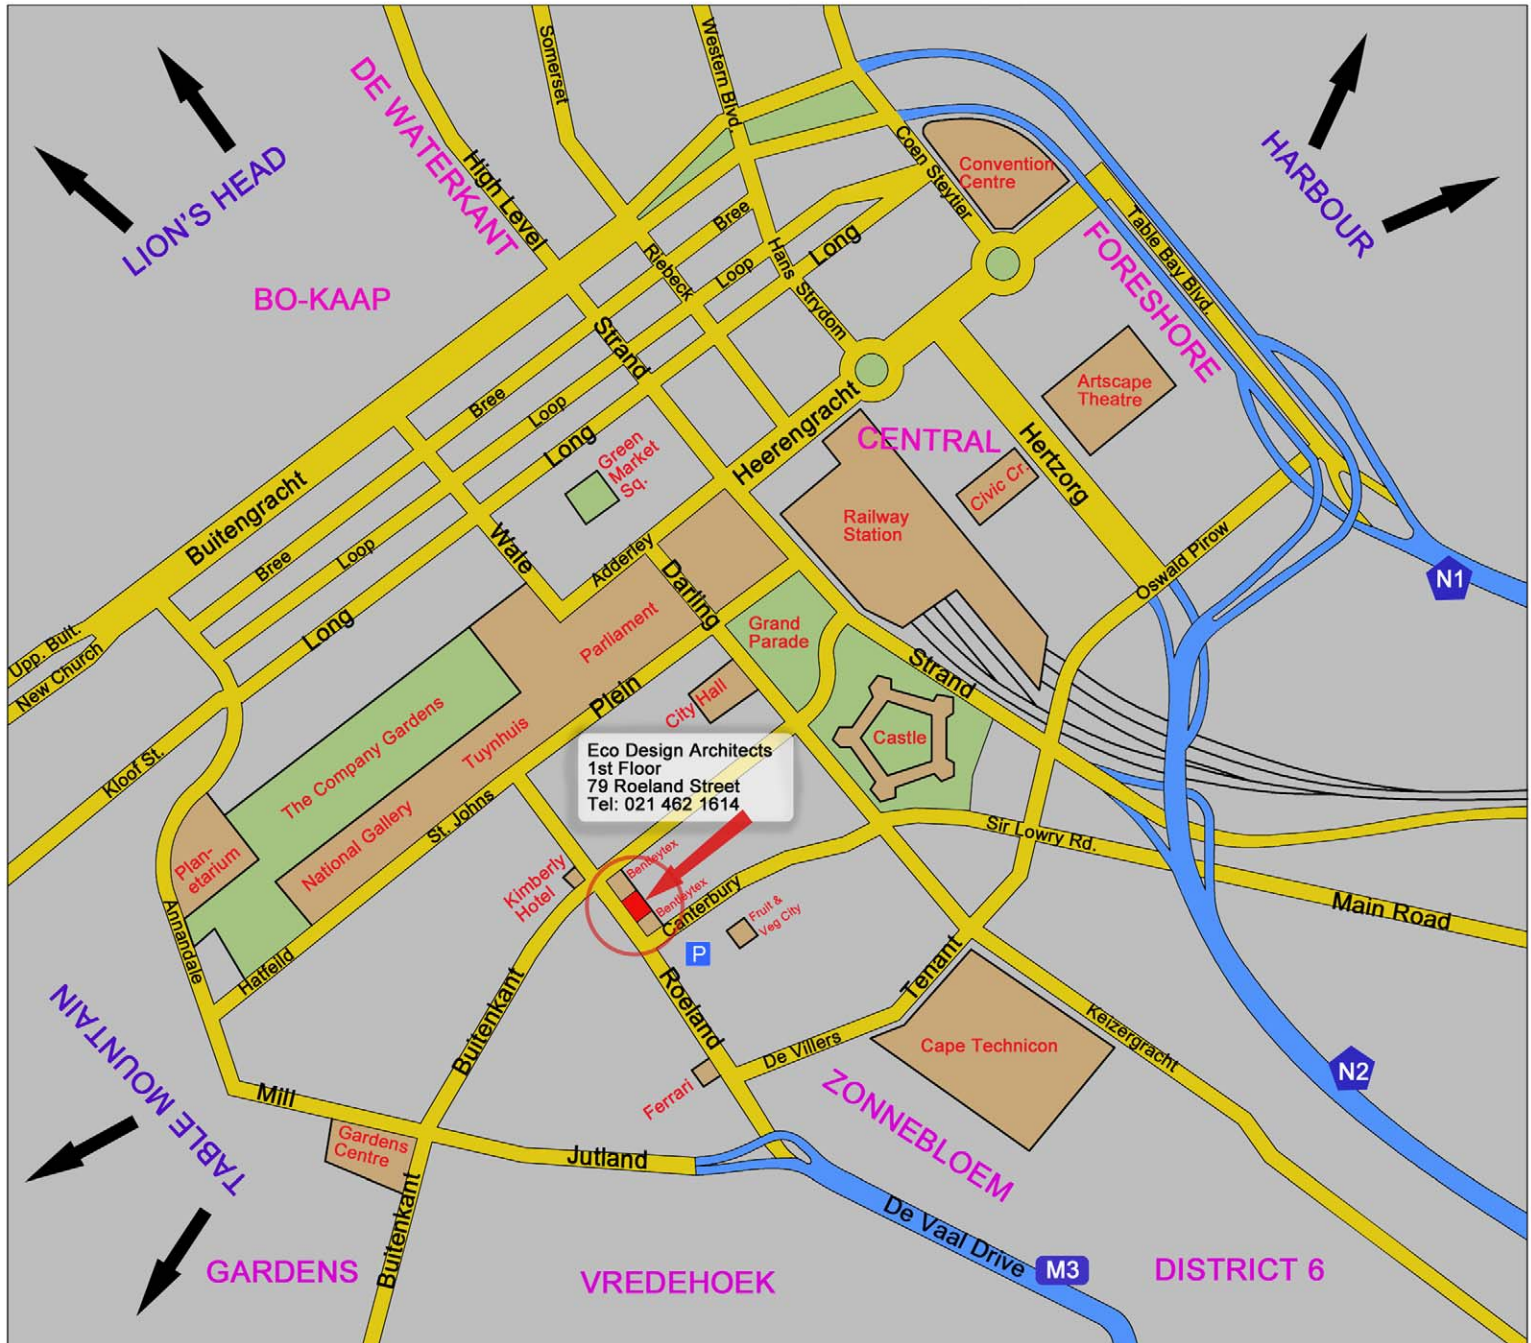 DE WATERKANT
Somerset
Western Blvd.
High Level
LION'S HEAD
BO-KAAP
Coen Steytler
Convention
Centre
HARBOUR
FORESHORE
Table Bay Blvd.
Bree
Riebeck
Loop
Hans
Strydom
Long
Strand
Artscape
Theatre
Heerengracht
CENTRAL
Hertzorg
Civic Cr.
Railway
Station
Bree
Loop
Long
Green
Market
Sq.
Buitengracht
Bree
Loop
Long
Wale
Adderley
Darling
Oswald Pirow
N1
Upp. Buit.
New Church
Kloof St.
Parliament
Grand
Parade
Plein
City Hall
Strand
Castle
The Company Gardens
Tuynhuis
National Gallery
St. Johns
Plan-
etarium
Eco Design Architects
1st Floor
79 Roeland Street
Tel: 021 462 1614
Sir Lowry Rd.
Main Road
Kimberly
Hotel
Bentleytex
Bentleytex
Canterbury
Fruit &
Veg City
P
Annandale
Hatfeild
Buitenkant
Roeland
Tenant
De Villers
Cape Technicon
Keizergracht
N2
TABLE MOUNTAIN
Mill
Ferrari
ZONNEBLOEM
Gardens
Centre
Jutland
Buitenkant
De Vaal Drive
M3
GARDENS
VREDEHOEK
DISTRICT 6